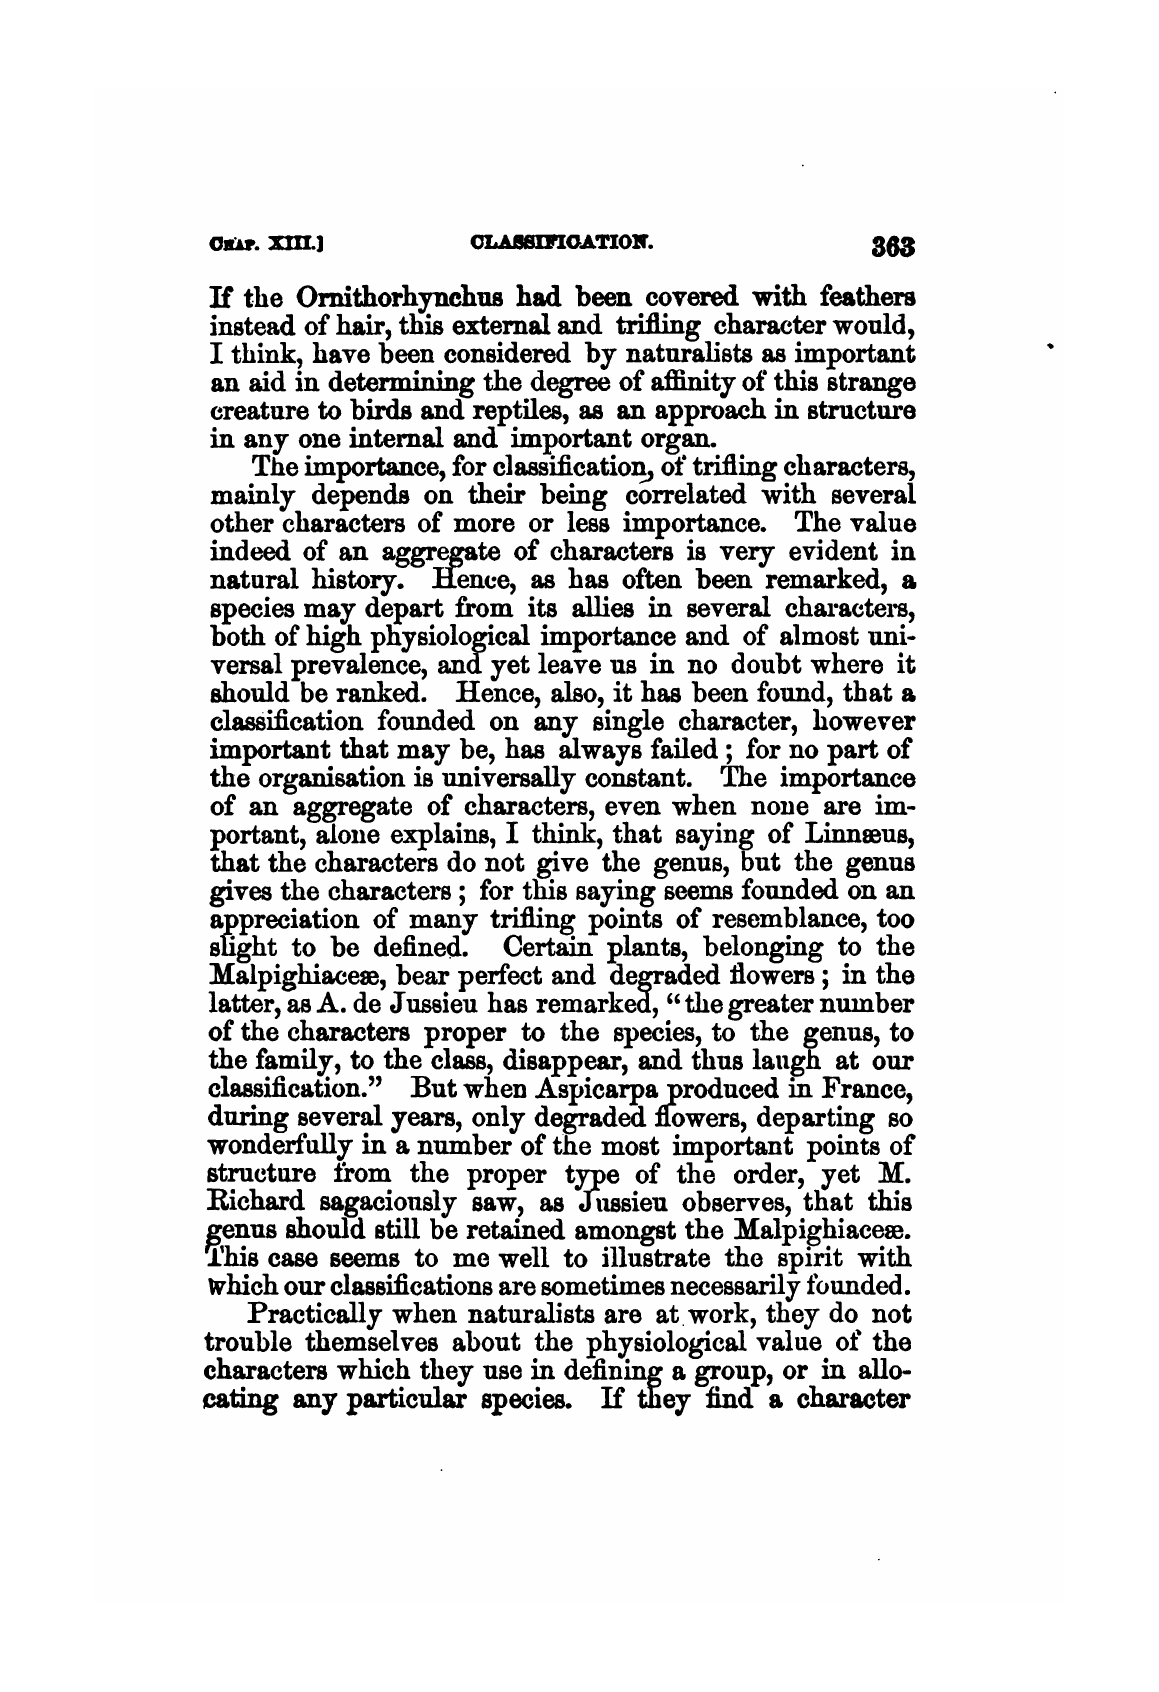 CHAP. XIII.] CLASSIFICATION. 363
If the Ornithorhynchus had been covered with feathers
instead of hair, this external and trifling character would,
I think, have been considered by naturalists as important
an aid in determining the degree of affinity of this strange
creature to birds and reptiles, as an approach in structure
in any one internal and important organ.
The importance, for classification, of trifling characters,
mainly depends on their being correlated with several
other characters of more or less importance. The value
indeed of an aggregate of characters is very evident in
natural history. Hence, as has often been remarked, a
species may depart from its allies in several characters,
both of high physiological importance and of almost uni-
versal prevalence, and yet leave us in no doubt where it
should be ranked. Hence, also, it has been found, that a
classification founded on any single character, however
important that may be, has always failed; for no part of
the organisation is universally constant. The importance
of an aggregate of characters, even when none are im-
portant, alone explains, I think, that saying of Linnæus,
that the characters do not give the genus, but the genus
gives the characters; for this saying seems founded on an
appreciation of many trifling points of resemblance, too
slight to be defined. Certain plants, belonging to the
Malpighiaceæ, bear perfect and degraded flowers; in the
latter, as A. de Jussieu has remarked, “the greater number
of the characters proper to the species, to the genus, to
the family, to the class, disappear, and thus laugh at our
classification.” But when Aspicarpa produced in France,
during several years, only degraded flowers, departing so
wonderfully in a number of the most important points of
structure from the proper type of the order, yet M.
Richard sagaciously saw, as Jussieu observes, that this
genus should still be retained amongst the Malpighiaceæ.
This case seems to me well to illustrate the spirit with
which our classifications are sometimes necessarily founded.
Practically when naturalists are at work, they do not
trouble themselves about the physiological value of the
characters which they use in defining a group, or in allo-
cating any particular species. If they find a character